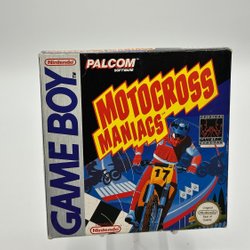 Nintendo
GAME BOY
PALCOM
SOFTWARE
MOTOCROSS
MANIACS
17
Nintendo